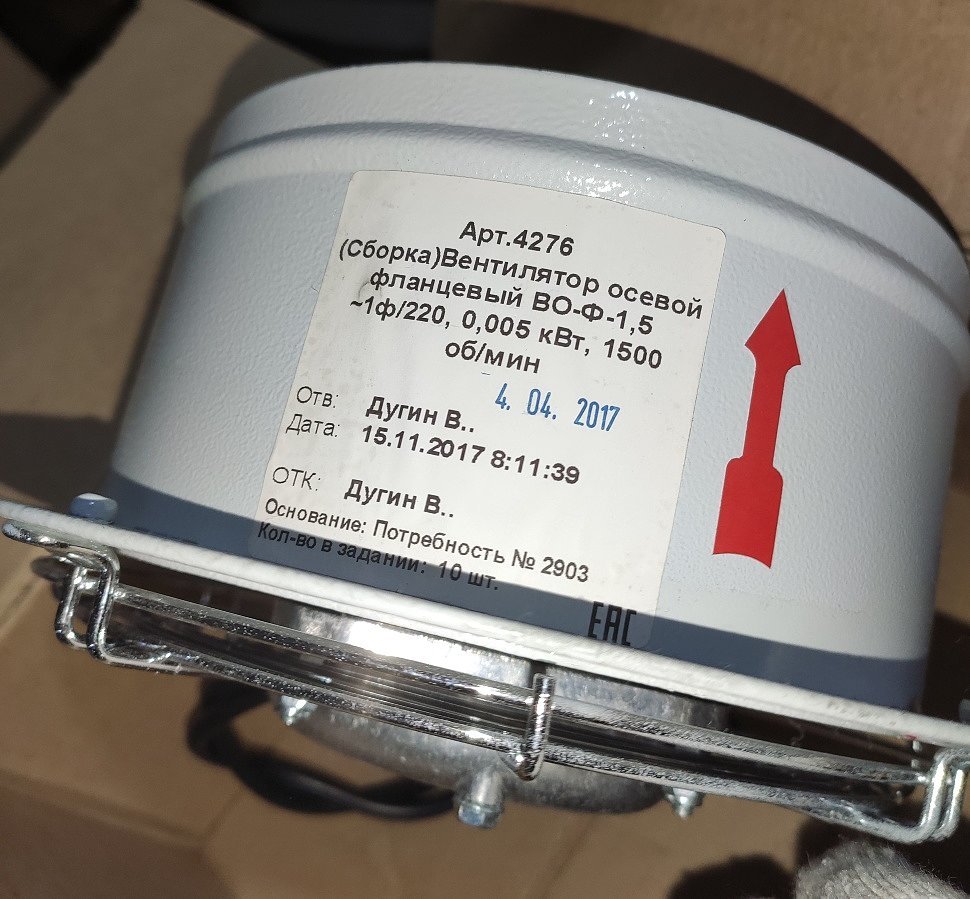 Арт.4276
(Сборка)Вентилятор осевой
фланцевый ВО-Ф-1,5
~1ф/220, 0,005 кВт, 1500
об/мин
4. 04. 2017
Отв: Дугин В..
Дата: 15.11.2017 8:11:39
ОТК: Дугин В..
Основание: Потребность № 2903
Кол-во в задании: 10 шт.
ЕАС